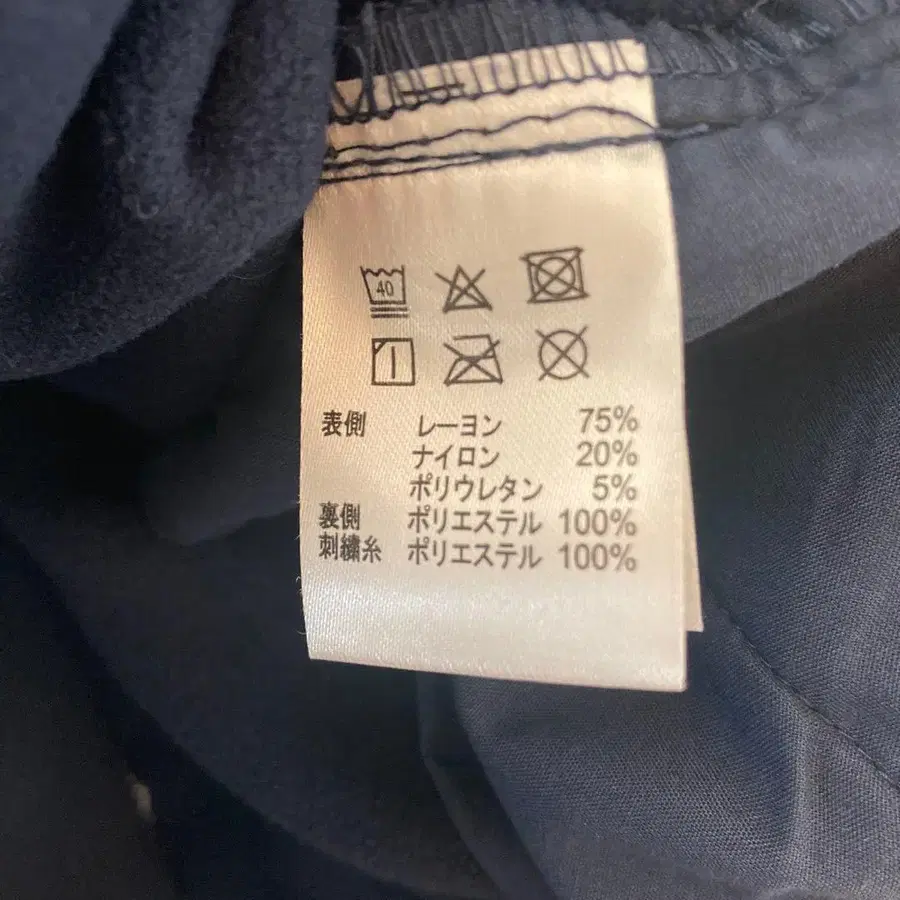 40
表側 レーヨン 75%
ナイロン 20%
ポリウレタン 5%
裏側 ポリエステル 100%
刺繍糸 ポリエステル 100%